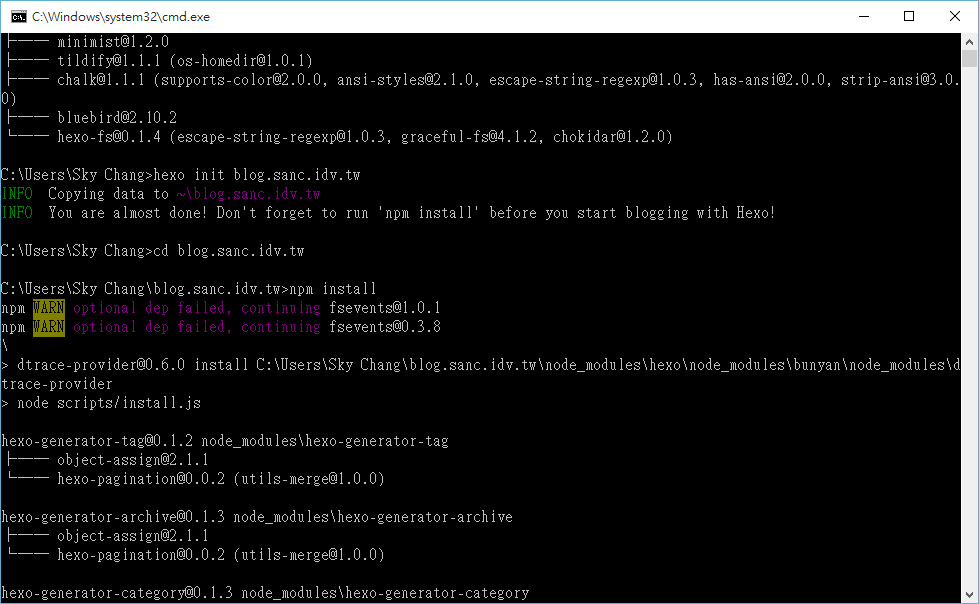 C:\Windows\system32\cmd.exe
├── minimist@1.2.0
├── tildify@1.1.1 (os-homedir@1.0.1)
├── chalk@1.1.1 (supports-color@2.0.0, ansi-styles@2.1.0, escape-string-regexp@1.0.3, has-ansi@2.0.0, strip-ansi@3.0.
0)
├── bluebird@2.10.2
└── hexo-fs@0.1.4 (escape-string-regexp@1.0.3, graceful-fs@4.1.2, chokidar@1.2.0)
C:\Users\Sky Chang>hexo init blog.sanc.idv.tw
INFO  Copying data to ~\blog.sanc.idv.tw
INFO  You are almost done! Don't forget to run 'npm install' before you start blogging with Hexo!
C:\Users\Sky Chang>cd blog.sanc.idv.tw
C:\Users\Sky Chang\blog.sanc.idv.tw>npm install
npm WARN optional dep failed, continuing fsevents@1.0.1
npm WARN optional dep failed, continuing fsevents@0.3.8
\
> dtrace-provider@0.6.0 install C:\Users\Sky Chang\blog.sanc.idv.tw\node_modules\hexo\node_modules\bunyan\node_modules\d
trace-provider
> node scripts/install.js
hexo-generator-tag@0.1.2 node_modules\hexo-generator-tag
├── object-assign@2.1.1
└── hexo-pagination@0.0.2 (utils-merge@1.0.0)
hexo-generator-archive@0.1.3 node_modules\hexo-generator-archive
├── object-assign@2.1.1
└── hexo-pagination@0.0.2 (utils-merge@1.0.0)
hexo-generator-category@0.1.3 node_modules\hexo-generator-category